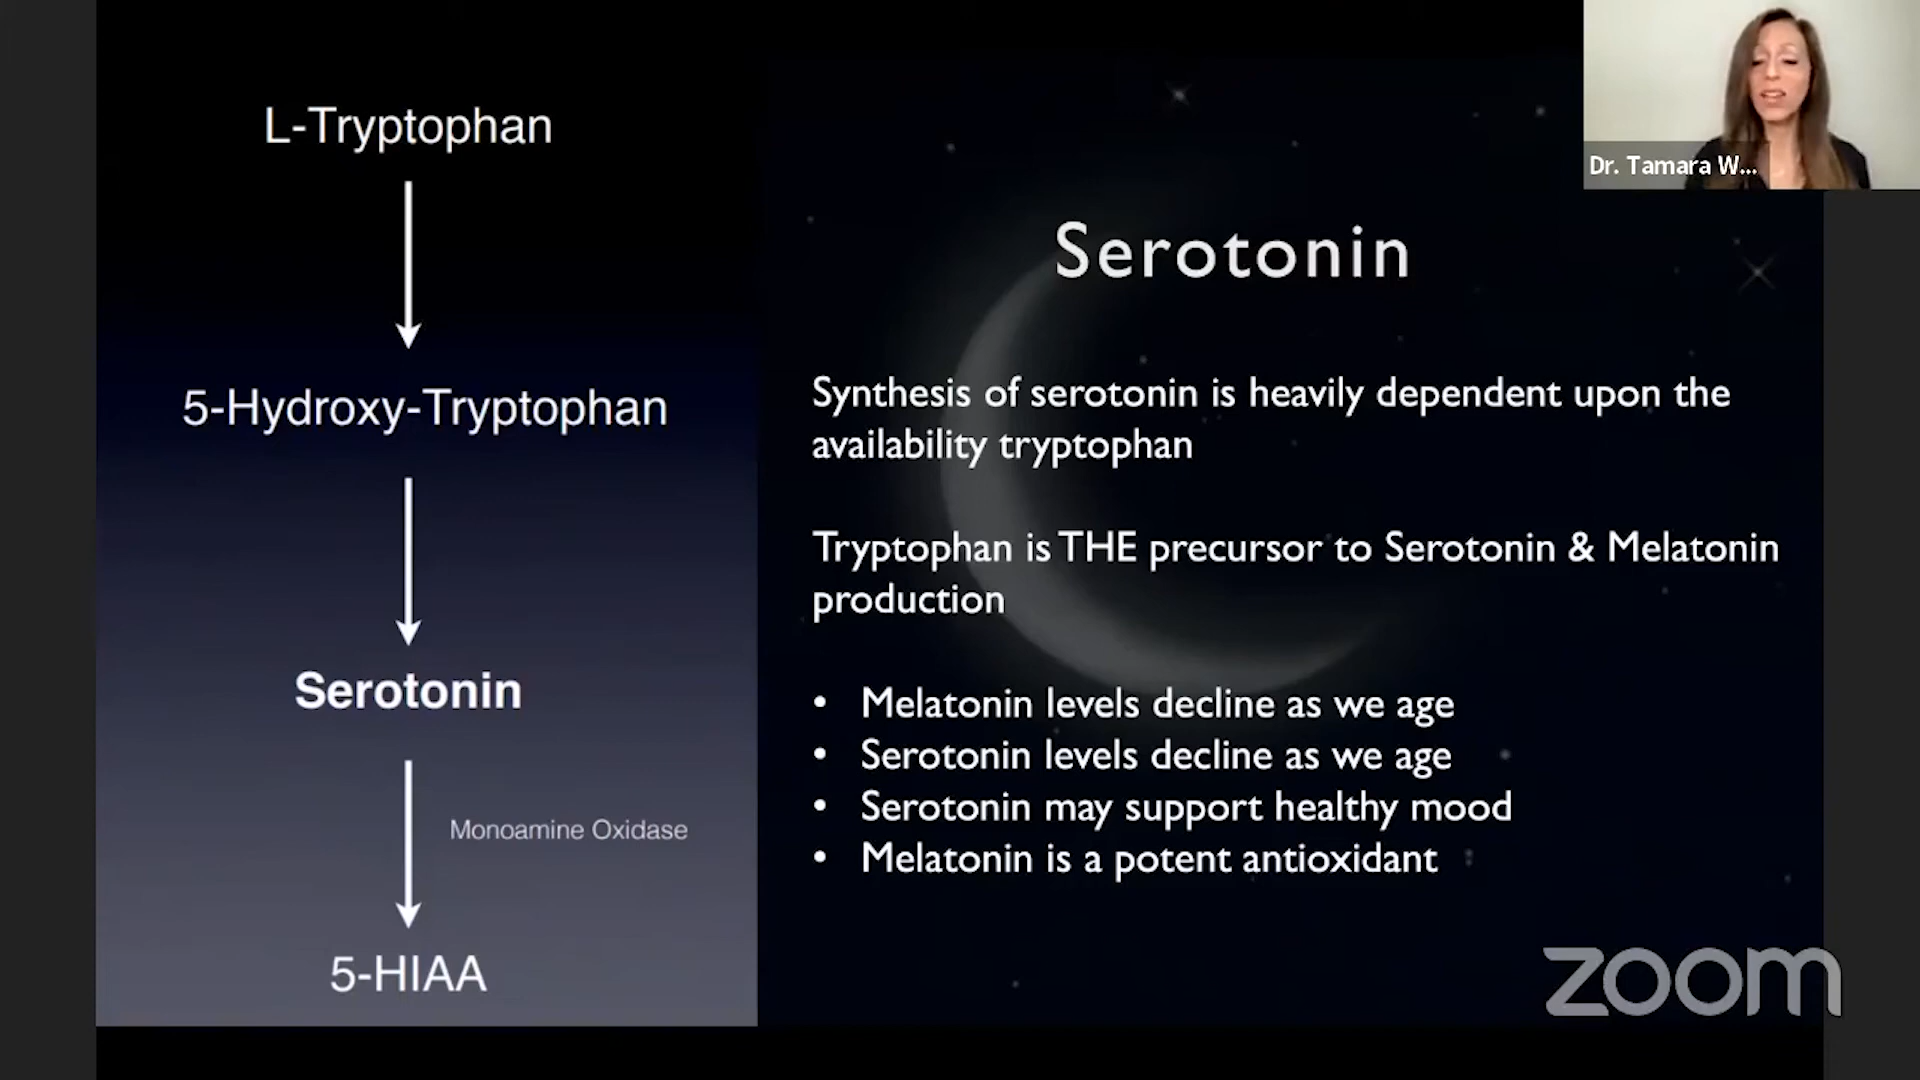 L-Tryptophan
5-Hydroxy-Tryptophan
Serotonin
Monoamine Oxidase
5-HIAA
Dr. Tamara W...
Serotonin
Synthesis of serotonin is heavily dependent upon the
availability tryptophan
Tryptophan is THE precursor to Serotonin & Melatonin
production
• Melatonin levels decline as we age
• Serotonin levels decline as we age
• Serotonin may support healthy mood
• Melatonin is a potent antioxidant
zoom